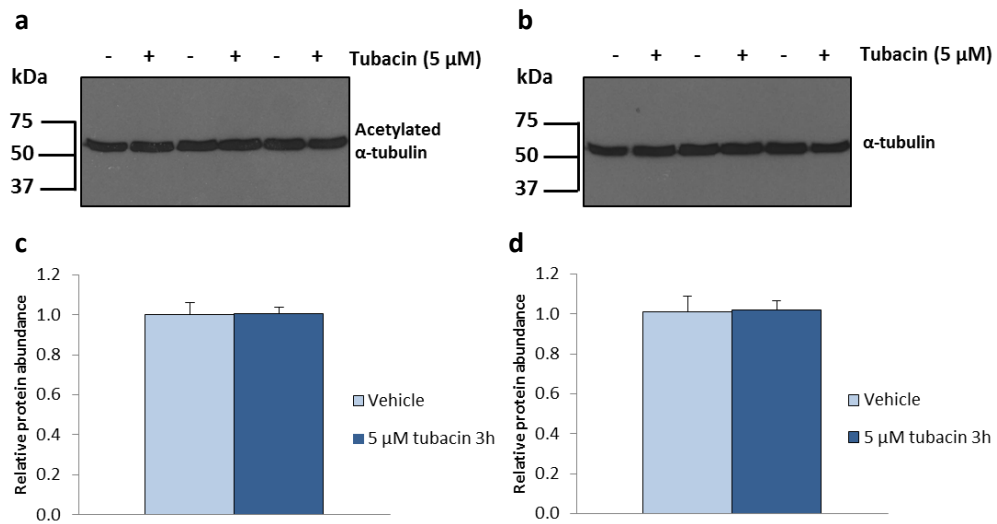 a
- + - + - + Tubacin (5 µM)
kDa
75
50
37
Acetylated
α-tubulin
b
- + - + - + Tubacin (5 µM)
kDa
75
50
37
α-tubulin
c
Relative protein abundance
1.2
1.0
0.8
0.6
0.4
0.2
0.0
Vehicle
5 µM tubacin 3h
d
Relative protein abundance
1.2
1.0
0.8
0.6
0.4
0.2
0.0
Vehicle
5 µM tubacin 3h